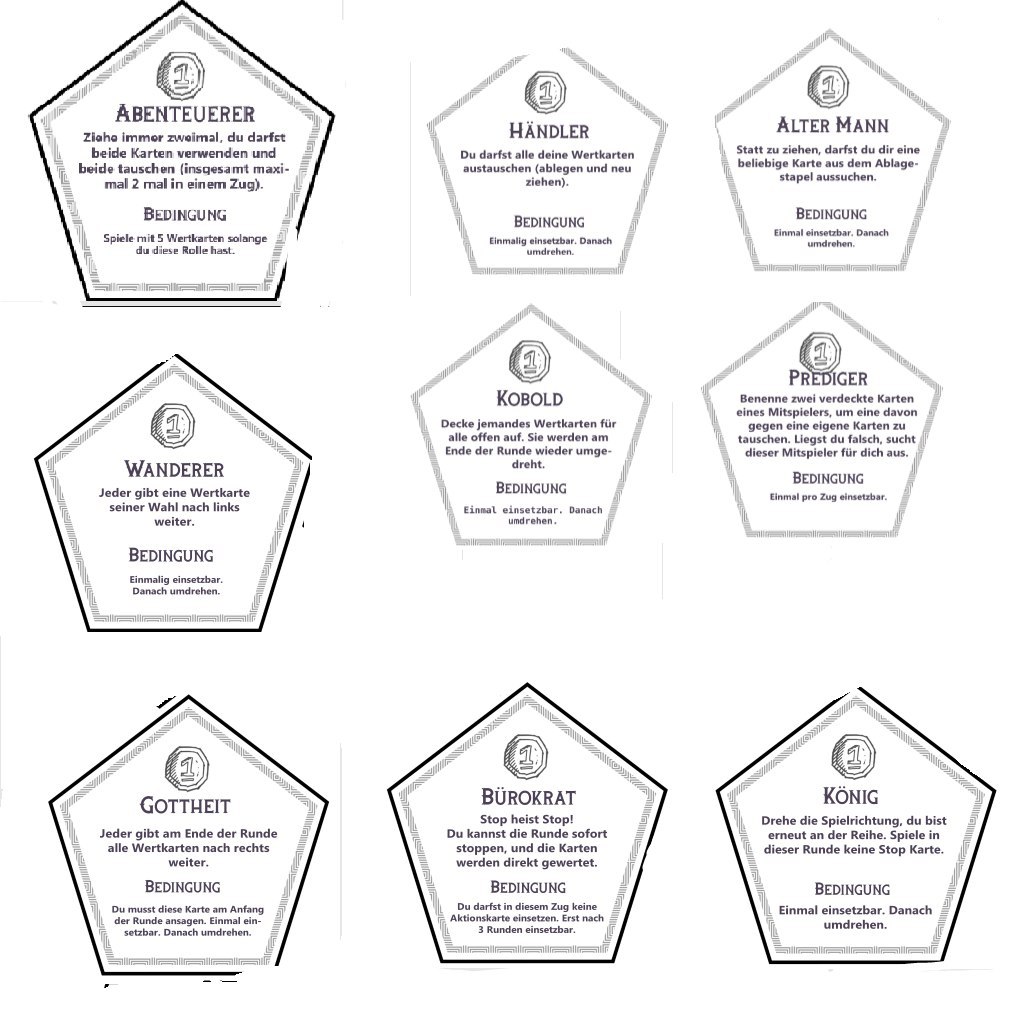 1
ABENTEUERER
Ziehe immer zweimal, du darfst
beide Karten verwenden und
beide tauschen (insgesamt maxi-
mal 2 mal in einem Zug).
BEDINGUNG
Spiele mit 5 Wertkarten solange
du diese Rolle hast.
1
HÄNDLER
Du darfst alle deine Wertkarten
austauschen (ablegen und neu
ziehen).
BEDINGUNG
Einmalig einsetzbar. Danach
umdrehen.
1
ALTER MANN
Statt zu ziehen, darfst du dir eine
beliebige Karte aus dem Ablage-
stapel aussuchen.
BEDINGUNG
Einmal einsetzbar. Danach
umdrehen.
1
WANDERER
Jeder gibt eine Wertkarte
seiner Wahl nach links
weiter.
BEDINGUNG
Einmalig einsetzbar.
Danach umdrehen.
1
KOBOLD
Decke jemandes Wertkarten für
alle offen auf. Sie werden am
Ende der Runde wieder umge-
dreht.
BEDINGUNG
Einmal einsetzbar. Danach
umdrehen.
1
PREDIGER
Benenne zwei verdeckte Karten
eines Mitspielers, um eine davon
gegen eine eigene Karten zu
tauschen. Liegst du falsch, sucht
dieser Mitspieler für dich aus.
BEDINGUNG
Einmal pro Zug einsetzbar.
1
GOTTHEIT
Jeder gibt am Ende der Runde
alle Wertkarten nach rechts
weiter.
BEDINGUNG
Du musst diese Karte am Anfang
der Runde ansagen. Einmal ein-
setzbar. Danach umdrehen.
1
BÜROKRAT
Stop heist Stop!
Du kannst die Runde sofort
stoppen, und die Karten
werden direkt gewertet.
BEDINGUNG
Du darfst in diesem Zug keine
Aktionskarte einsetzen. Erst nach
3 Runden einsetzbar.
1
KÖNIG
Drehe die Spielrichtung, du bist
erneut an der Reihe. Spiele in
dieser Runde keine Stop Karte.
BEDINGUNG
Einmal einsetzbar. Danach
umdrehen.